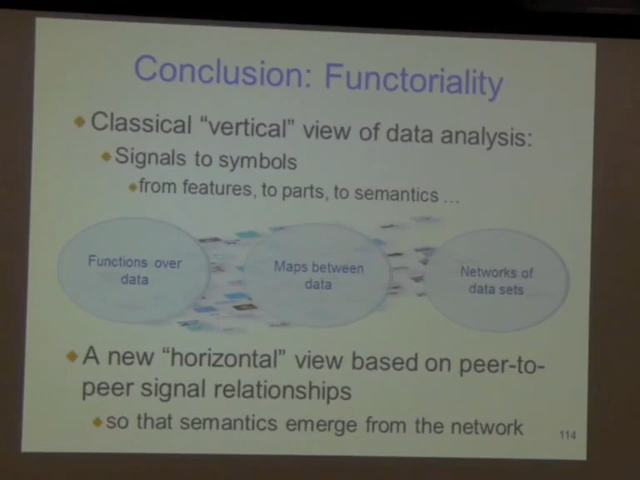 Conclusion: Functoriality
Classical “vertical” view of data analysis:
Signals to symbols
from features, to parts, to semantics ...
Functions over
data
Maps between
data
Networks of
data sets
A new “horizontal” view based on peer-to-
peer signal relationships
so that semantics emerge from the network
114